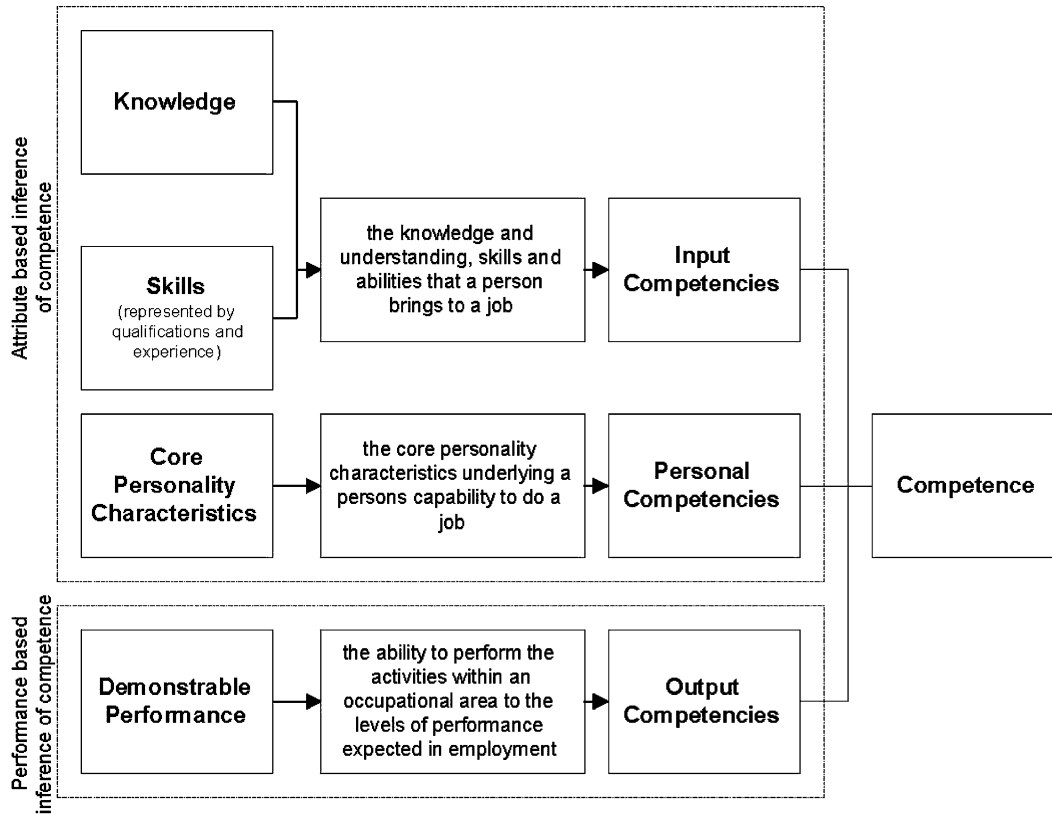 Attribute based inference
of competence
Knowledge
Skills
(represented by
qualifications and
experience)
the knowledge and
understanding, skills and
abilities that a person
brings to a job
Input
Competencies
Core
Personality
Characteristics
the core personality
characteristics underlying a
persons capability to do a
job
Personal
Competencies
Competence
Performance based
inference of competence
Demonstrable
Performance
the ability to perform the
activities within an
occupational area to the
levels of performance
expected in employment
Output
Competencies